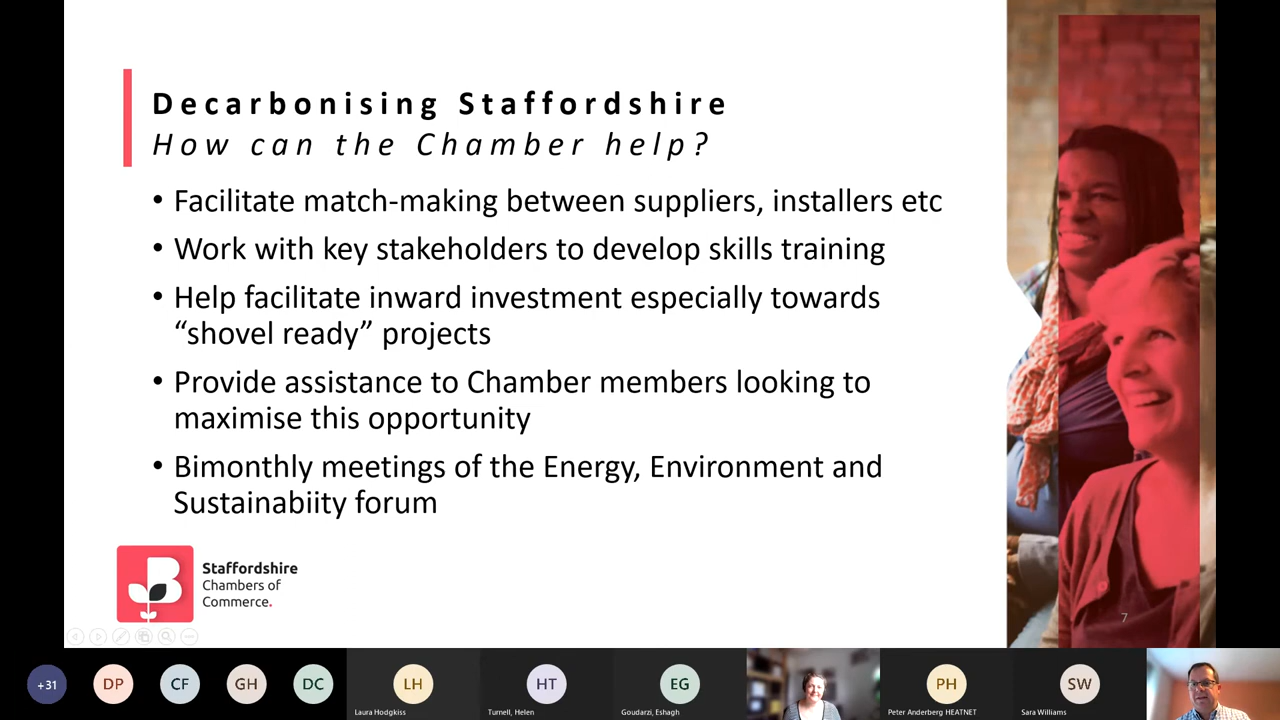 Decarbonising Staffordshire
How can the Chamber help?
• Facilitate match-making between suppliers, installers etc
• Work with key stakeholders to develop skills training
• Help facilitate inward investment especially towards
“shovel ready” projects
• Provide assistance to Chamber members looking to
maximise this opportunity
• Bimonthly meetings of the Energy, Environment and
Sustainabiity forum
Staffordshire
Chambers of
Commerce.
7
+31
DP
CF
GH
DC
LH
Laura Hodgkiss
HT
Turnell, Helen
EG
Goudarzi, Eshagh
PH
Peter Anderberg HEATNET
SW
Sara Williams